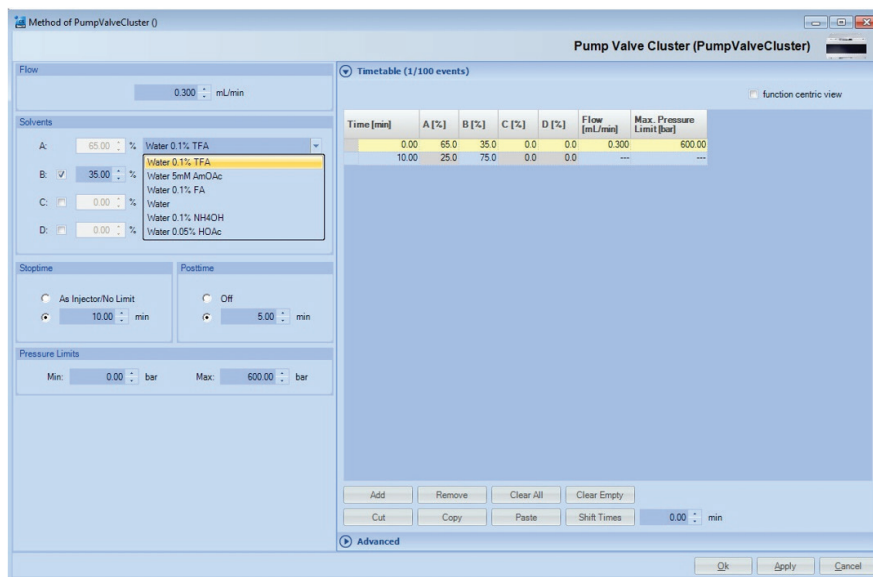 Method of PumpValveCluster ()
Pump Valve Cluster (PumpValveCluster)
Flow
0.300 mL/min
Solvents
A: 65.00 % Water 0.1% TFA
Water 0.1% TFA
Water 5mM AmOAc
Water 0.1% FA
Water
Water 0.1% NH4OH
Water 0.05% HOAc
B: 35.00 %
C: 0.00 %
D: 0.00 %
Stoptime
As Injector/No Limit
10.00 min
Posttime
Off
5.00 min
Pressure Limits
Min: 0.00 bar Max: 600.00 bar
Timetable (1/100 events)
function centric view
Time [min] A [%] B [%] C [%] D [%] Flow [mL/min] Max. Pressure Limit [bar]
0.00 65.0 35.0 0.0 0.0 0.300 600.00
10.00 25.0 75.0 0.0 0.0 --- ---
Add Remove Clear All Clear Empty
Cut Copy Paste Shift Times 0.00 min
Advanced
Ok Apply Cancel